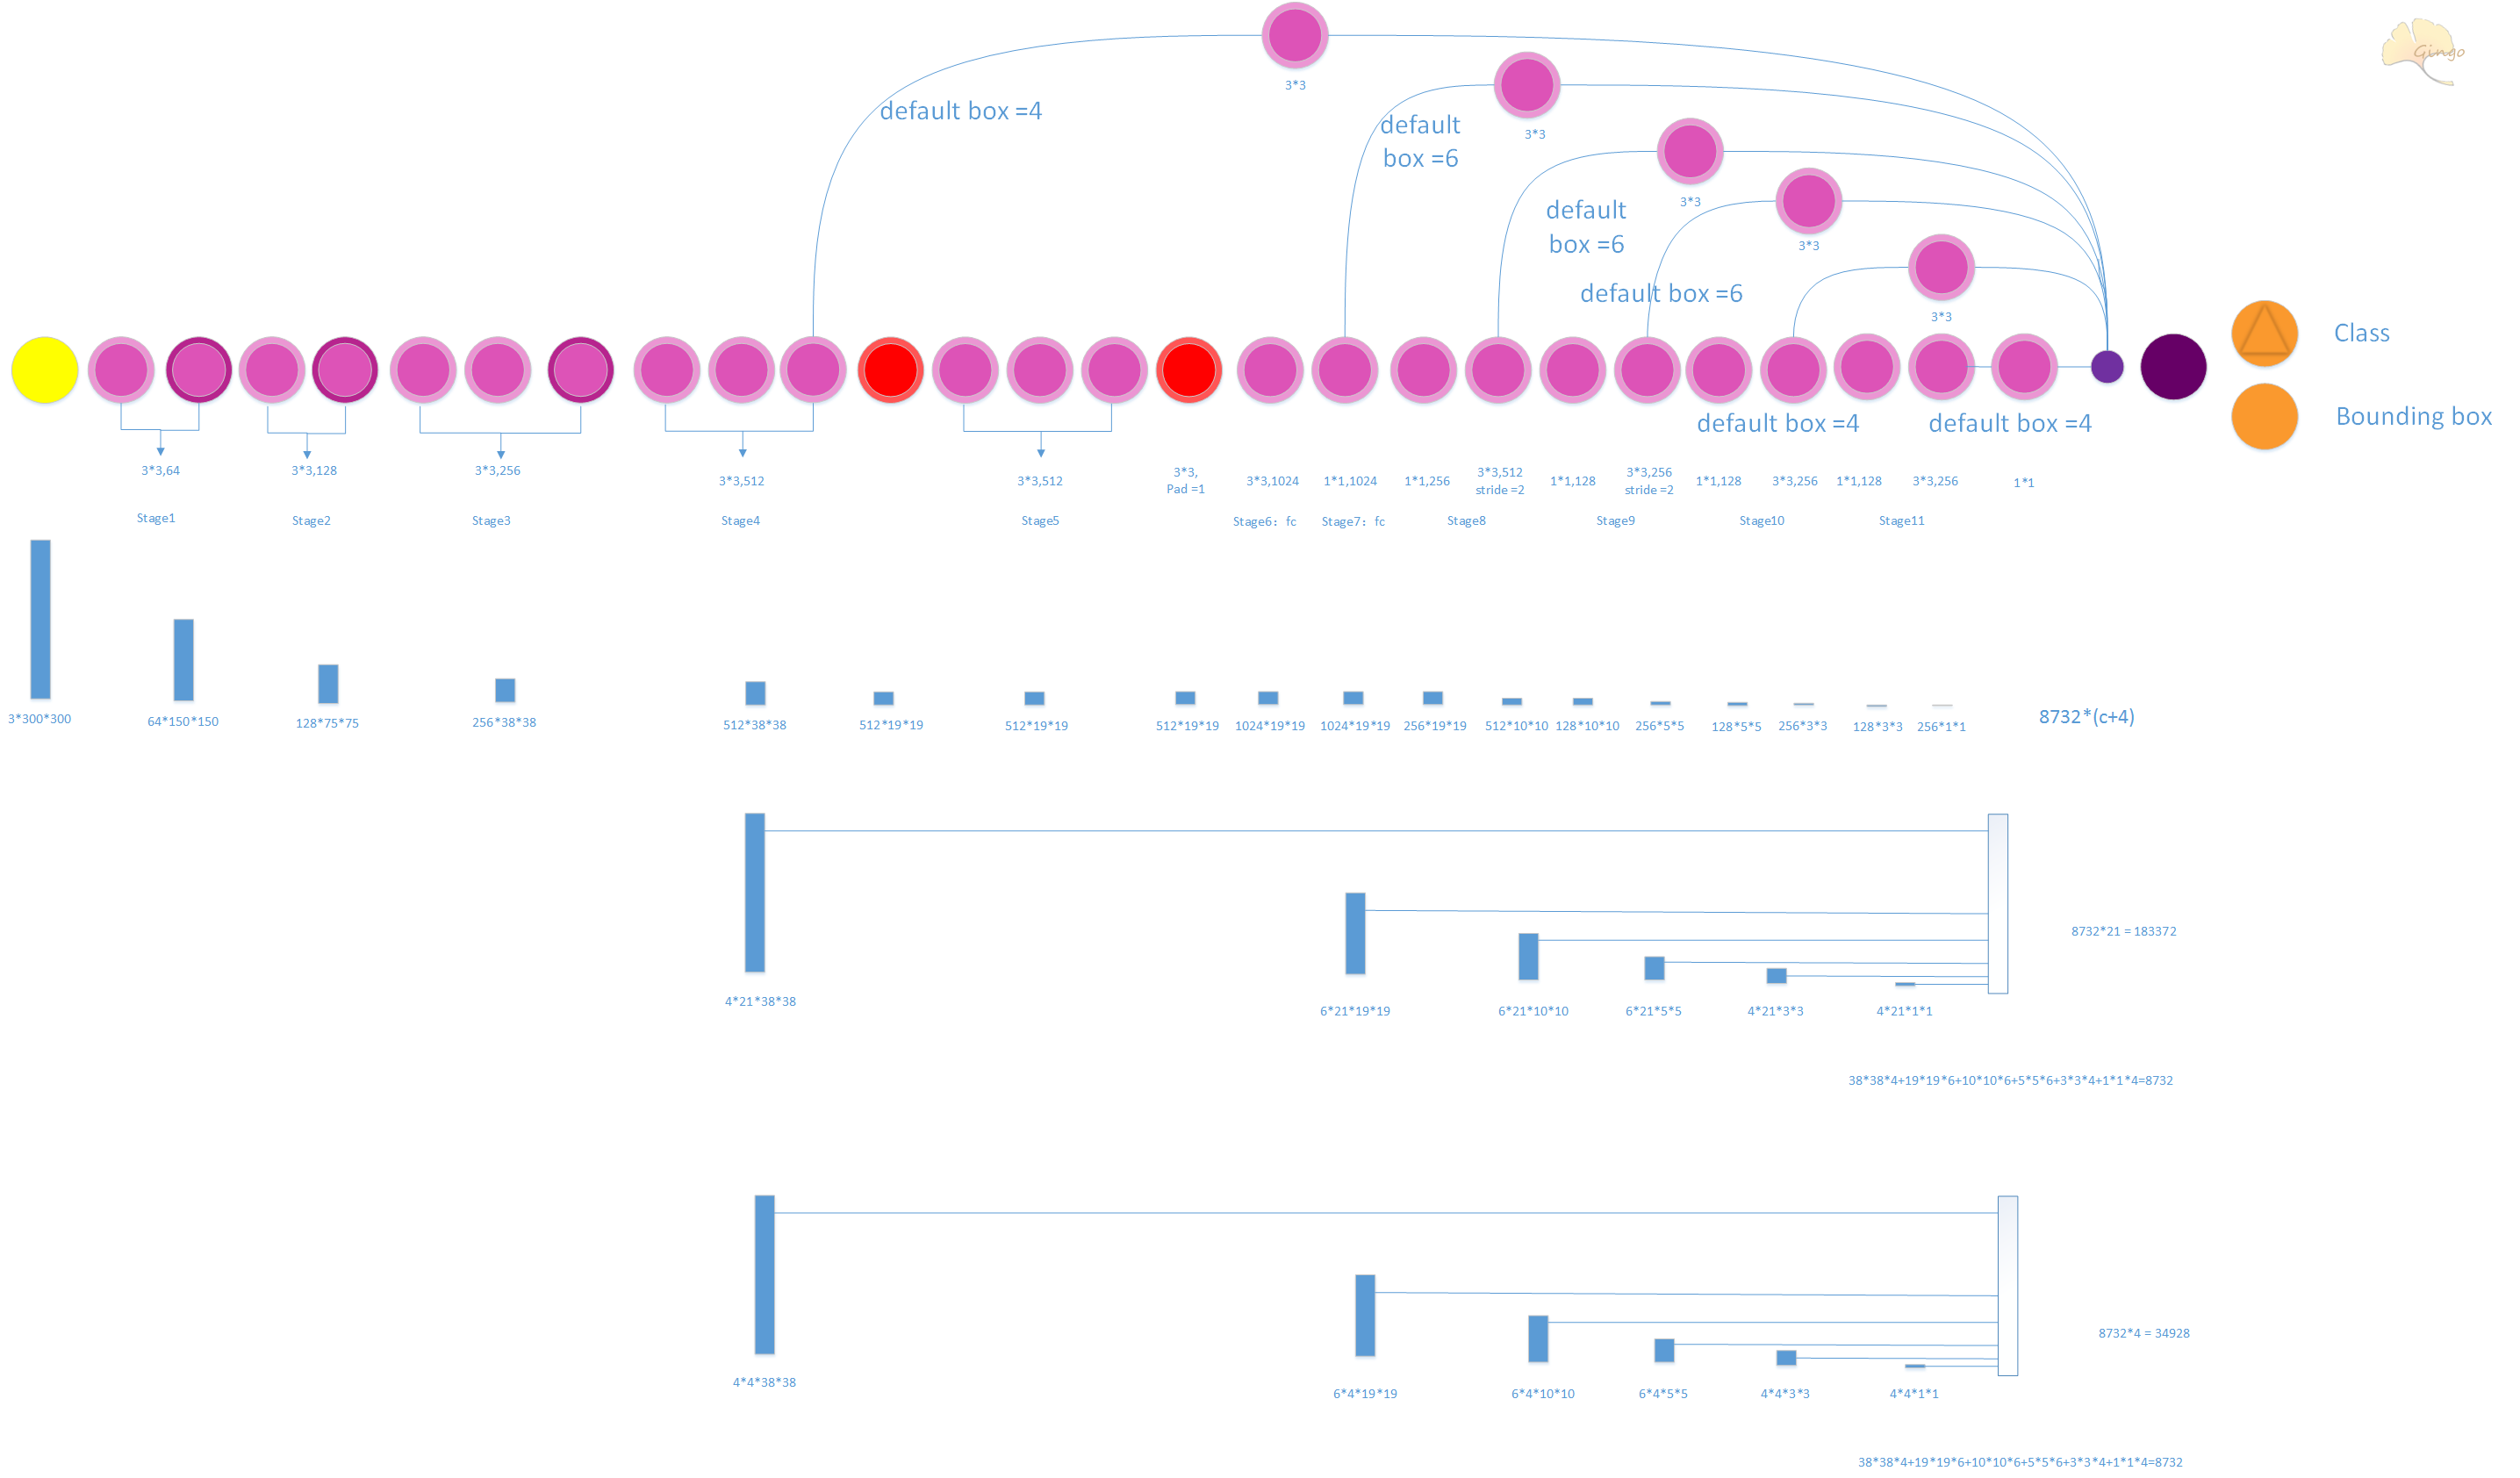 Gingo
3*3
default box =4
3*3
default
box =6
3*3
default
box =6
3*3
default box =6
3*3
Class
Bounding box
default box =4
default box =4
3*3,64
3*3,128
3*3,256
3*3,512
3*3,512
3*3,
Pad =1
3*3,1024
1*1,1024
1*1,256
3*3,512
stride =2
1*1,128
3*3,256
stride =2
1*1,128
3*3,256
1*1,128
3*3,256
1*1
Stage1
Stage2
Stage3
Stage4
Stage5
Stage6: fc
Stage7: fc
Stage8
Stage9
Stage10
Stage11
3*300*300
64*150*150
128*75*75
256*38*38
512*38*38
512*19*19
512*19*19
512*19*19
1024*19*19
1024*19*19
256*19*19
512*10*10
128*10*10
256*5*5
128*5*5
256*3*3
128*3*3
256*1*1
8732*(c+4)
8732*21 = 183372
4*21*38*38
6*21*19*19
6*21*10*10
6*21*5*5
4*21*3*3
4*21*1*1
38*38*4+19*19*6+10*10*6+5*5*6+3*3*4+1*1*4=8732
8732*4 = 34928
4*4*38*38
6*4*19*19
6*4*10*10
6*4*5*5
4*4*3*3
4*4*1*1
38*38*4+19*19*6+10*10*6+5*5*6+3*3*4+1*1*4=8732